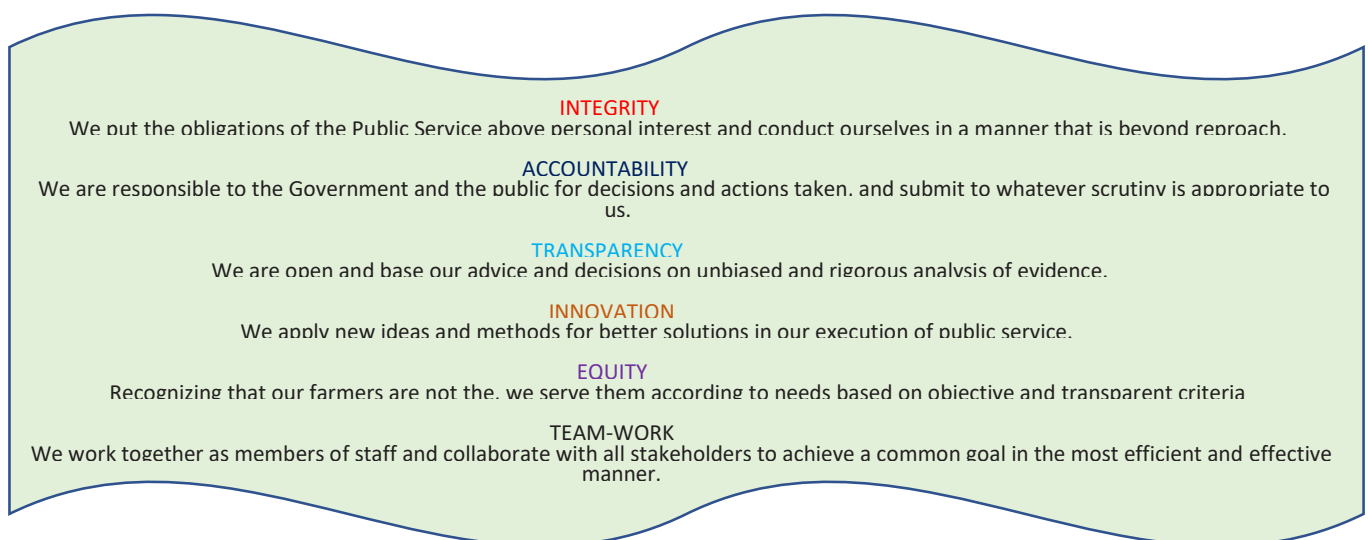 INTEGRITY
We put the obligations of the Public Service above personal interest and conduct ourselves in a manner that is beyond reproach.
ACCOUNTABILITY
We are responsible to the Government and the public for decisions and actions taken, and submit to whatever scrutiny is appropriate to
us.
TRANSPARENCY
We are open and base our advice and decisions on unbiased and rigorous analysis of evidence.
INNOVATION
We apply new ideas and methods for better solutions in our execution of public service.
EQUITY
Recognizing that our farmers are not the, we serve them according to needs based on objective and transparent criteria
TEAM-WORK
We work together as members of staff and collaborate with all stakeholders to achieve a common goal in the most efficient and effective
manner.